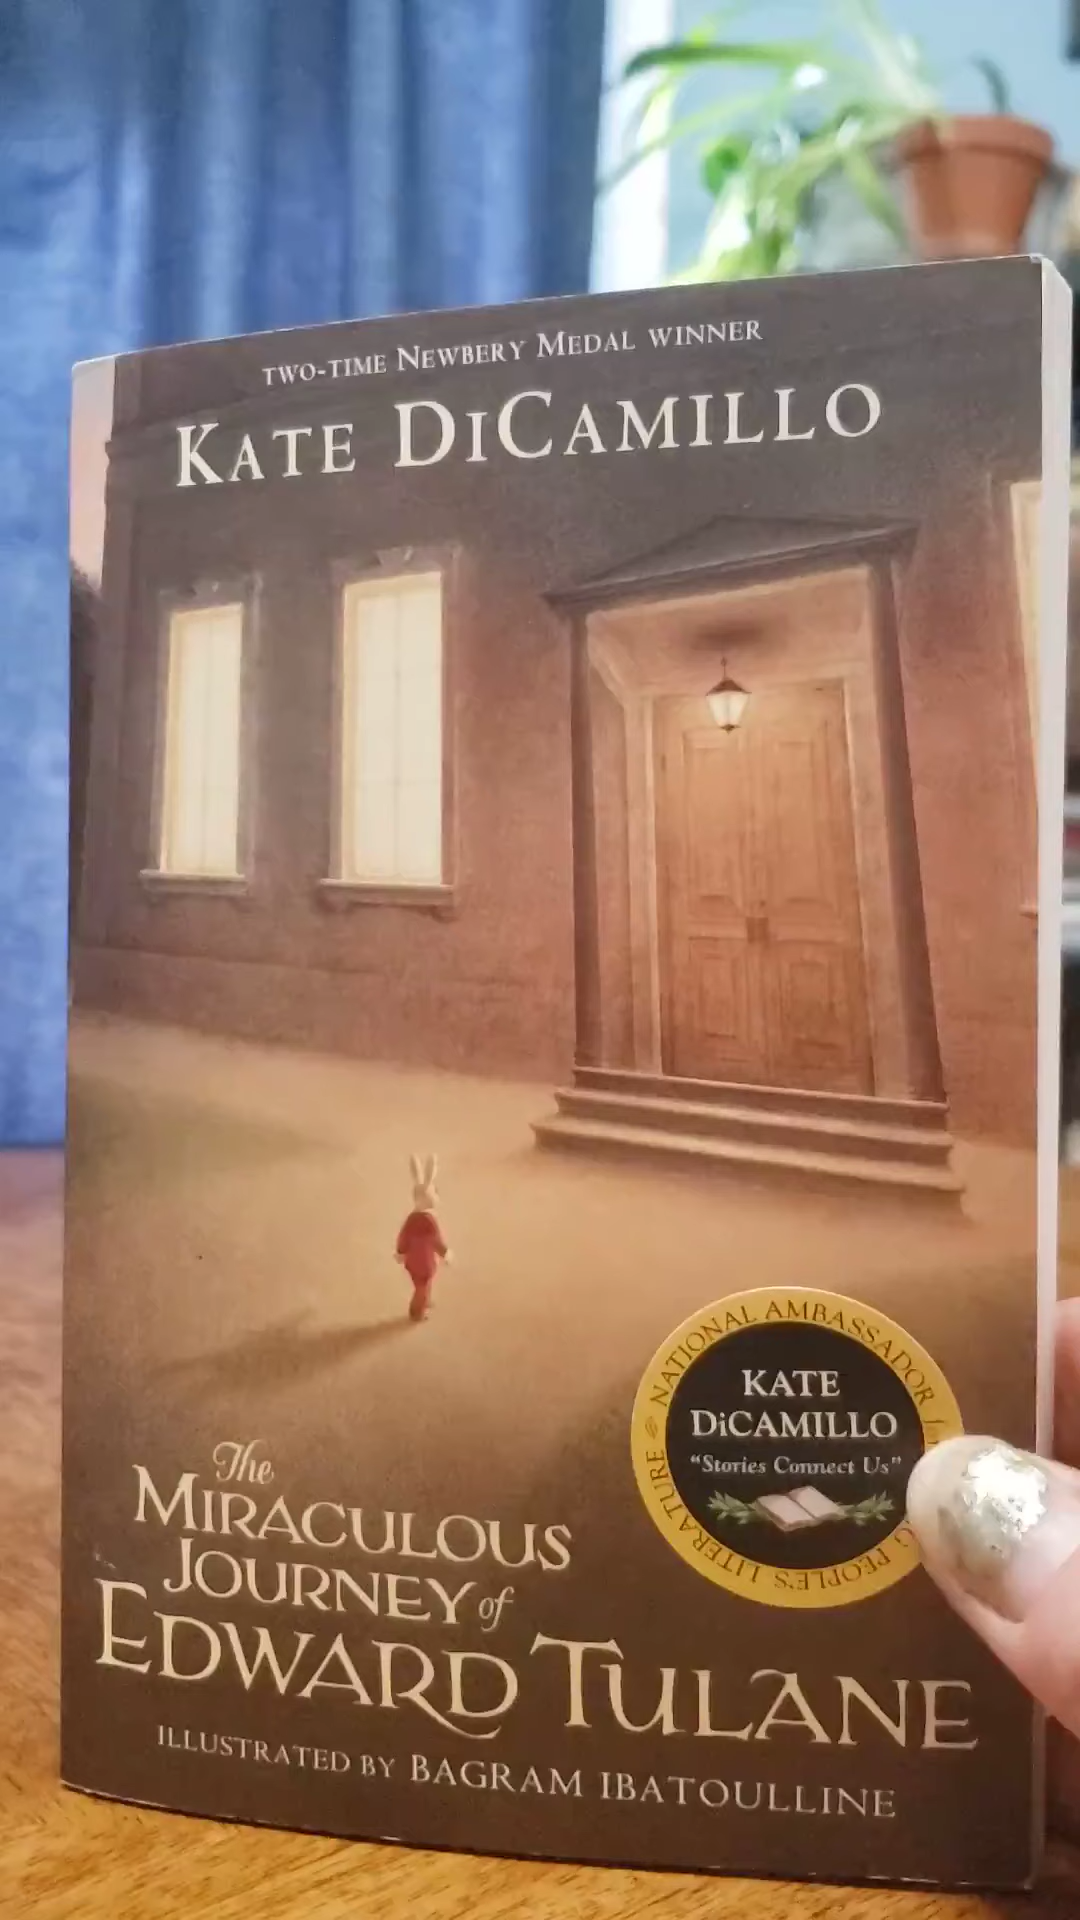 TWO-TIME NEWBERY MEDAL WINNER
KATE DICAMILLO
NATIONAL AMBASSADOR
PEOPLE'S LITERATURE
KATE
DiCAMILLO
“Stories Connect Us”
The
MIRACULOUS
JOURNEY of
EDWARD TULANE
ILLUSTRATED BY BAGRAM IBATOULLINE